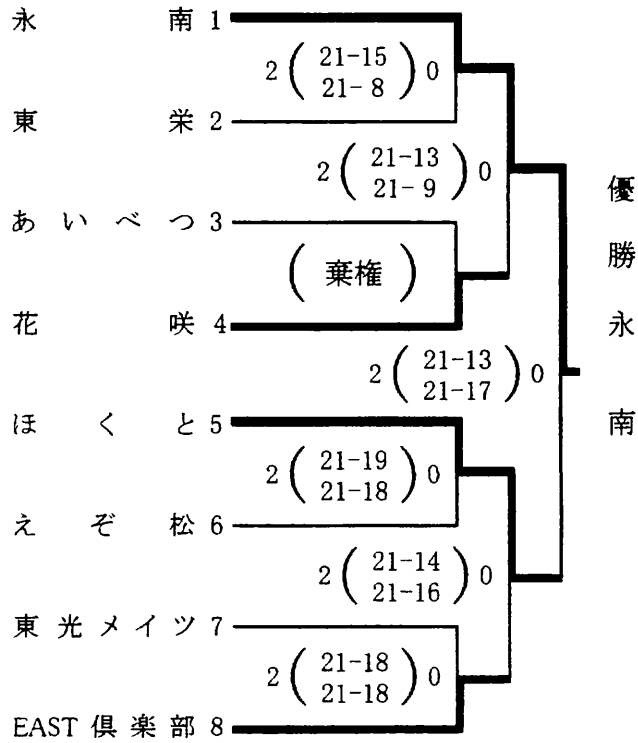 永南 1
2 ( 21-15 21- 8 ) 0
東栄 2
2 ( 21-13 21- 9 ) 0
あいべつ 3
( 棄権 )
花咲 4
2 ( 21-13 21-17 ) 0
ほくと 5
2 ( 21-19 21-18 ) 0
えぞ松 6
2 ( 21-14 21-16 ) 0
東光メイツ 7
2 ( 21-18 21-18 ) 0
EAST 倶楽部 8
優勝永南